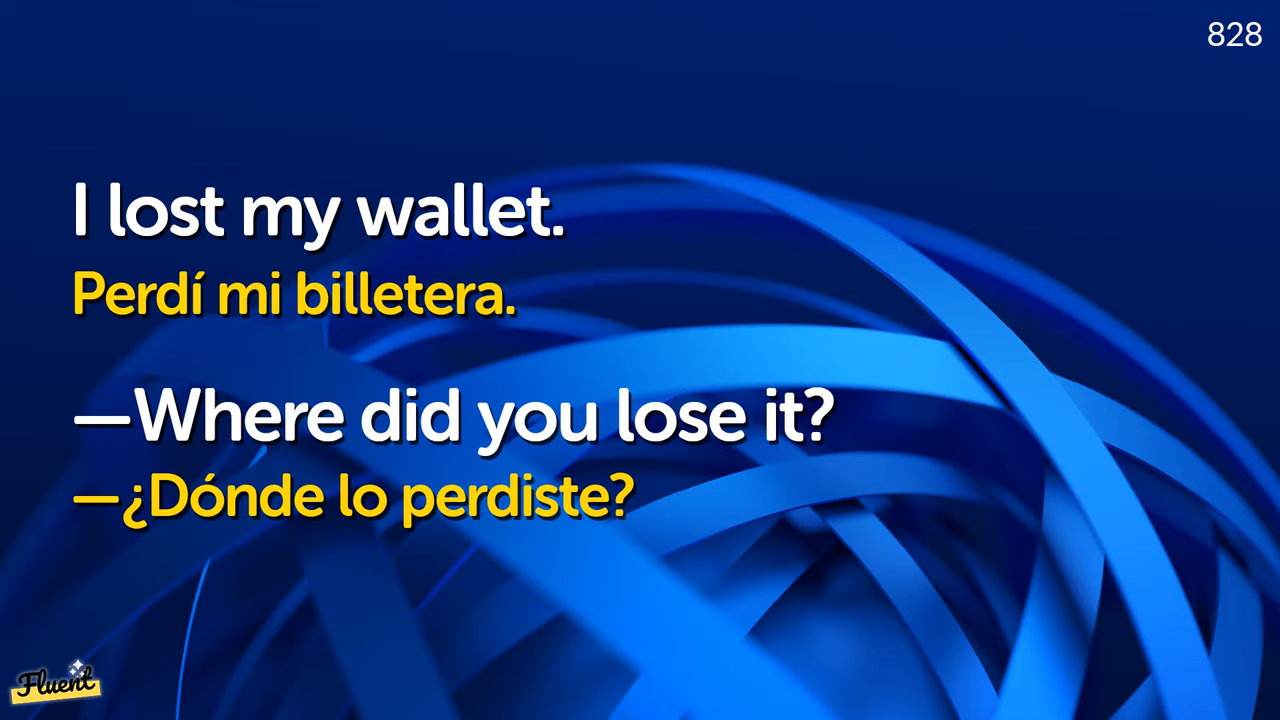 828
I lost my wallet.
Perdí mi billetera.
—Where did you lose it?
—¿Dónde lo perdiste?
Fluent